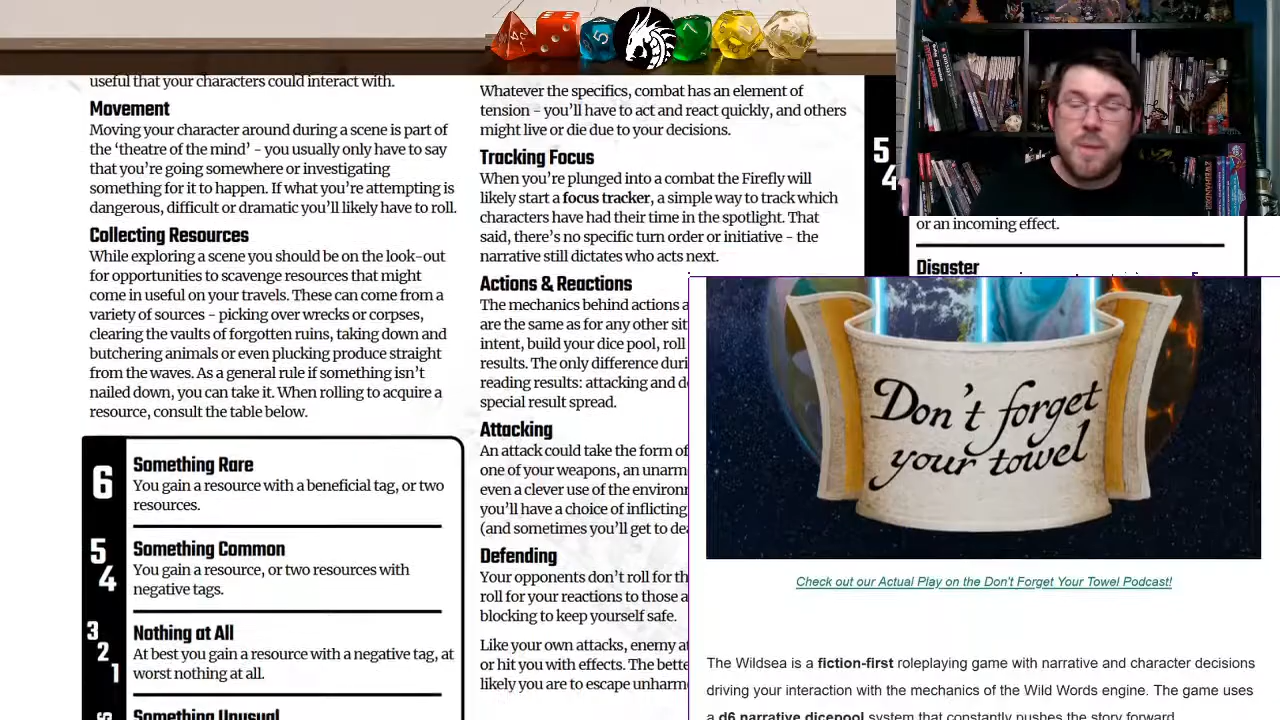 useful that your characters could interact with.
Movement
Moving your character around during a scene is part of
the ‘theatre of the mind’ - you usually only have to say
that you’re going somewhere or investigating
something for it to happen. If what you’re attempting is
dangerous, difficult or dramatic you’ll likely have to roll.
Collecting Resources
While exploring a scene you should be on the look-out
for opportunities to scavenge resources that might
come in useful on your travels. These can come from a
variety of sources - picking over wrecks or corpses,
clearing the vaults of forgotten ruins, taking down and
butchering animals or even plucking produce straight
from the waves. As a general rule if something isn’t
nailed down, you can take it. When rolling to acquire a
resource, consult the table below.
6
Something Rare
You gain a resource with a beneficial tag, or two
resources.
5
4
Something Common
You gain a resource, or two resources with
negative tags.
3
2
1
Nothing at All
At best you gain a resource with a negative tag, at
worst nothing at all.
Something Unusual
Whatever the specifics, combat has an element of
tension - you’ll have to act and react quickly, and others
might live or die due to your decisions.
Tracking Focus
When you’re plunged into a combat the Firefly will
likely start a focus tracker, a simple way to track which
characters have had their time in the spotlight. That
said, there’s no specific turn order or initiative - the
narrative still dictates who acts next.
Actions & Reactions
The mechanics behind actions a
are the same as for any other sit
intent, build your dice pool, roll
results. The only difference duri
reading results: attacking and d
special result spread.
Attacking
An attack could take the form of
one of your weapons, an unarm
even a clever use of the environ
you’ll have a choice of inflicting
(and sometimes you’ll get to de
Defending
Your opponents don’t roll for th
roll for your reactions to those a
blocking to keep yourself safe.
Like your own attacks, enemy at
or hit you with effects. The bette
likely you are to escape unharm
5
4
or an incoming effect.
Disaster
Don't forget
your towel
Check out our Actual Play on the Don't Forget Your Towel Podcast!
The Wildsea is a fiction-first roleplaying game with narrative and character decisions
driving your interaction with the mechanics of the Wild Words engine. The game uses
a d6 narrative dicepool system that constantly pushes the story forward